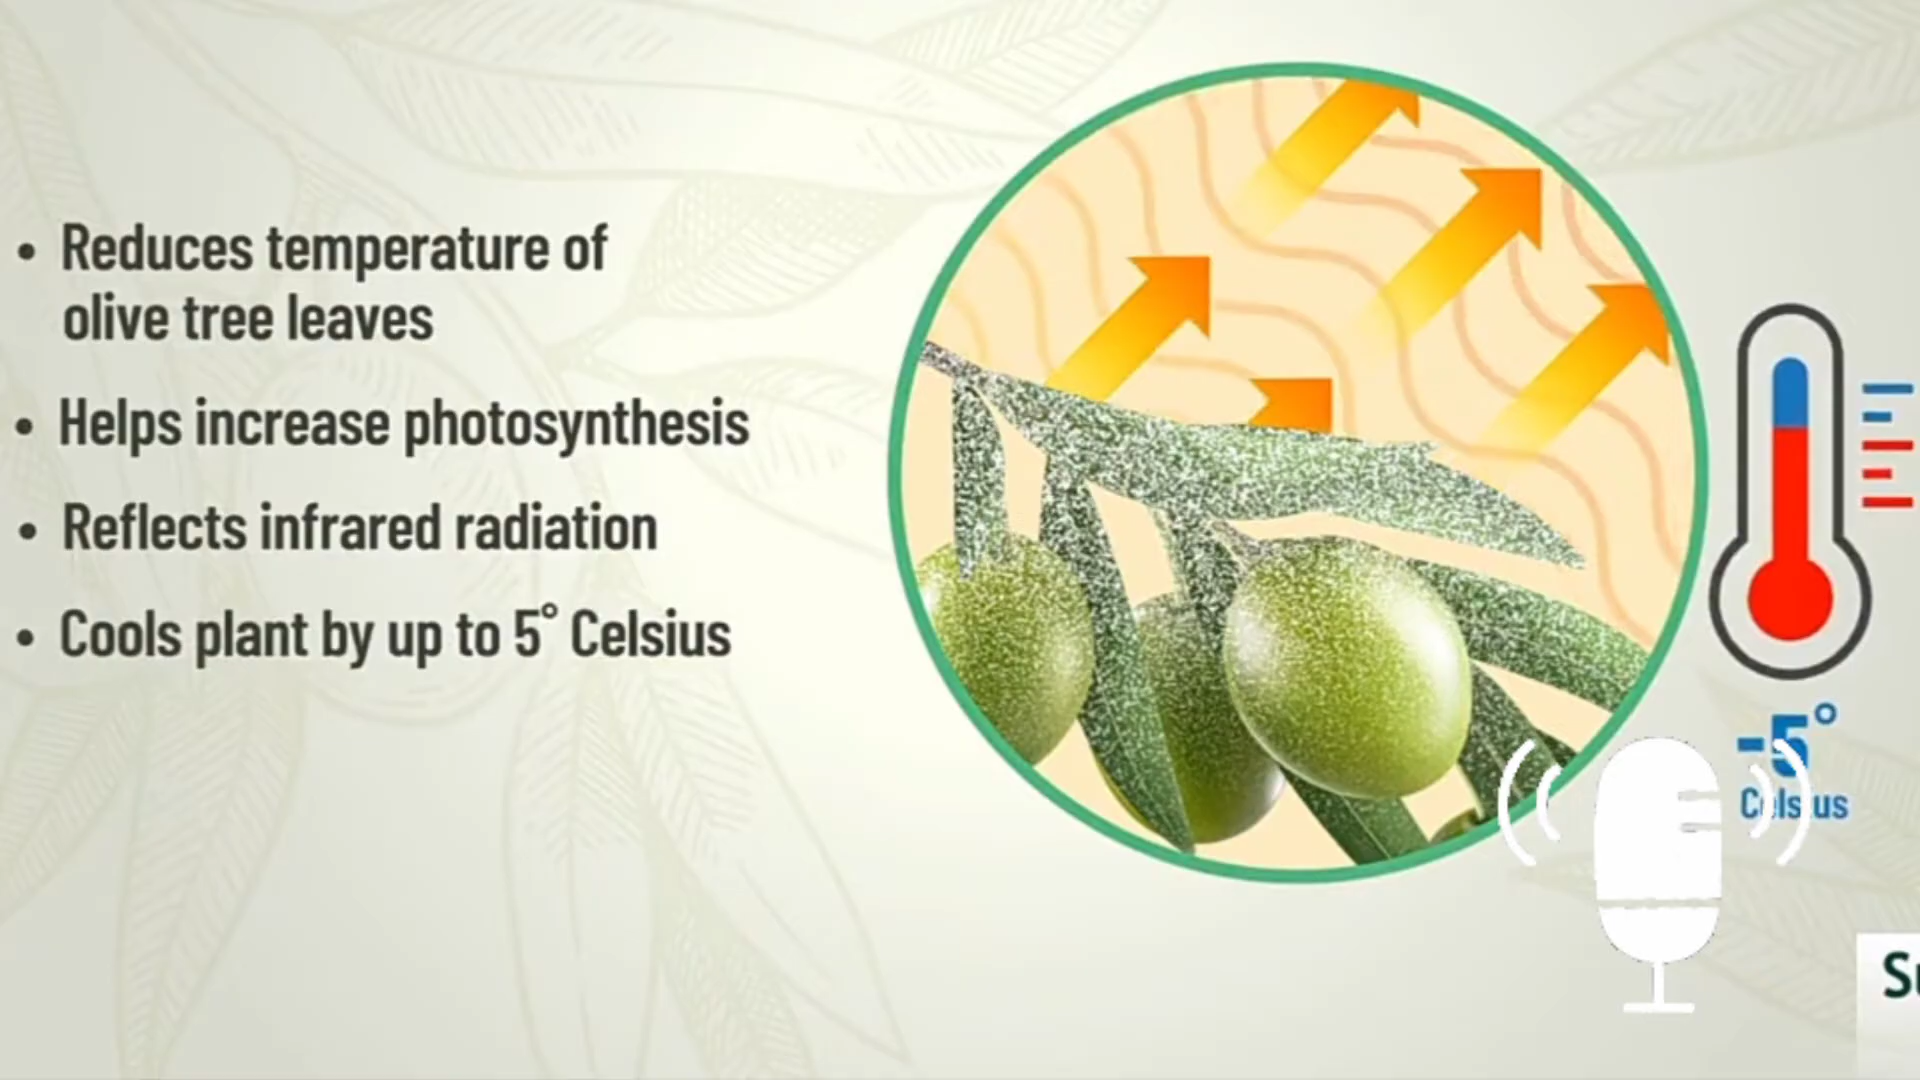 • Reduces temperature of
olive tree leaves
• Helps increase photosynthesis
• Reflects infrared radiation
• Cools plant by up to 5° Celsius
-5°
Celsius